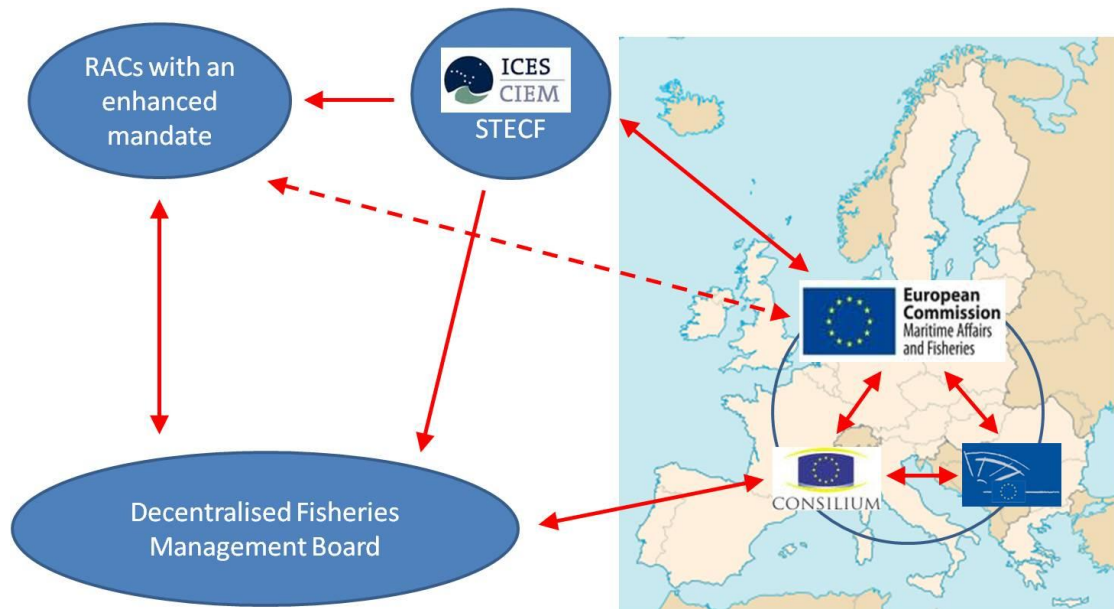 RACs with an
enhanced
mandate
ICES
CIEM
STECF
European
Commission
Maritime Affairs
and Fisheries
CONSILIUM
Decentralised Fisheries
Management Board